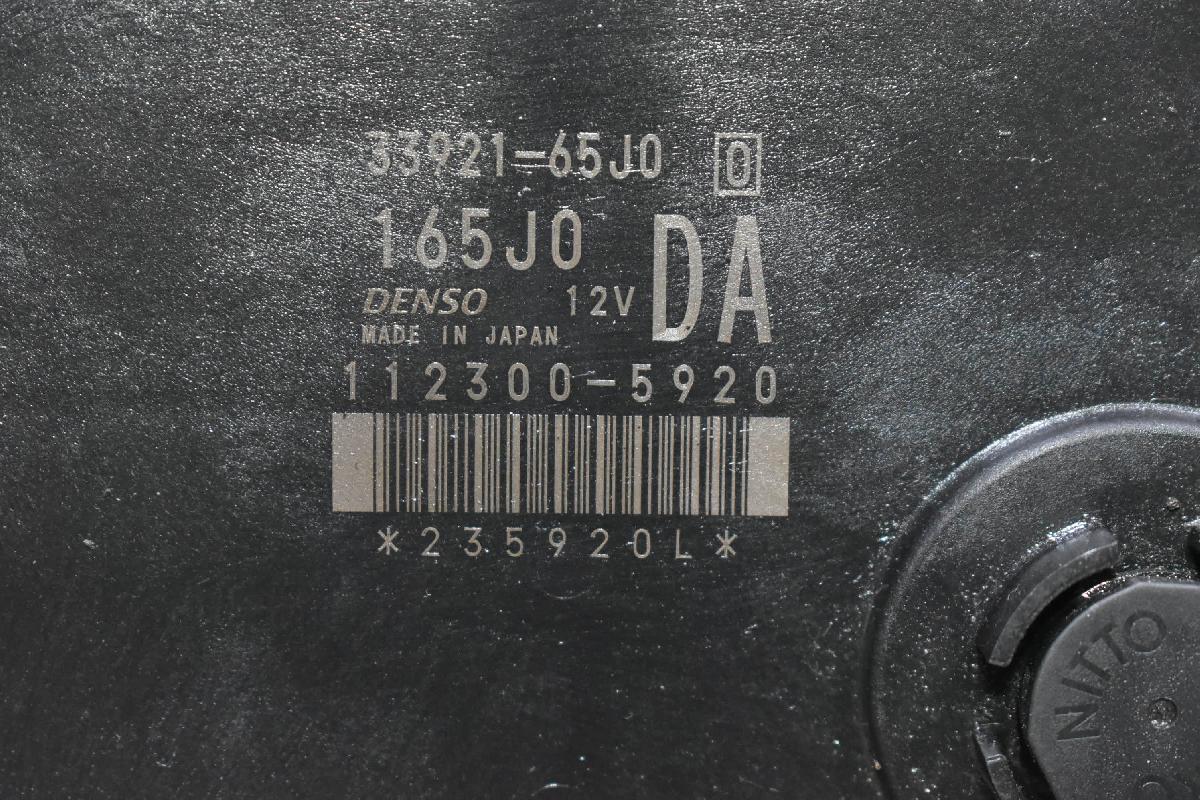 33921-65J0 0
165J0 DA
DENSO 12V
MADE IN JAPAN
112300-5920
*235920L*
NITTO